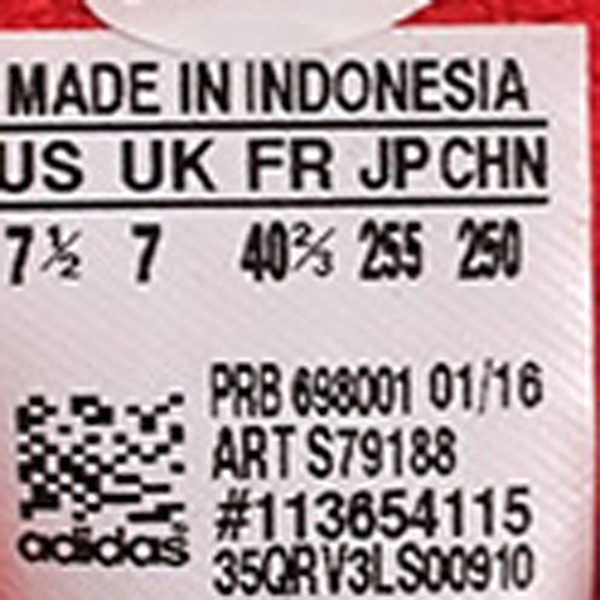 MADE IN INDONESIA
US UK FR JP CHN
7½ 7 40⅔ 255 250
PRB 698001 01/16
ART S79188
#113654115
adidas
35QRV3LS00910